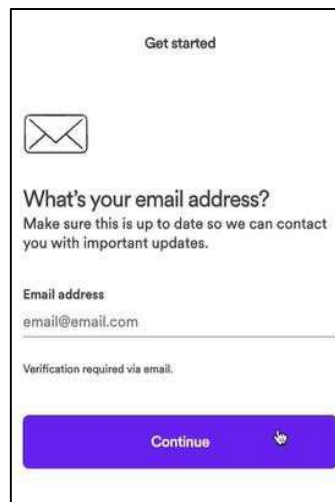 Get started
What's your email address?
Make sure this is up to date so we can contact
you with important updates.
Email address
email@email.com
Verification required via email.
Continue